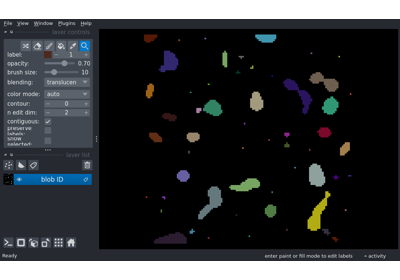 File View Window Plugins Help
layer controls
label: 1
opacity: 0.70
brush size: 10
blending: translucen
color mode: auto
contour: 0
n edit dim: 2
contiguous:
preserve labels:
show selected:
layer list
blob ID
Ready
enter paint or fill mode to edit labels
activity